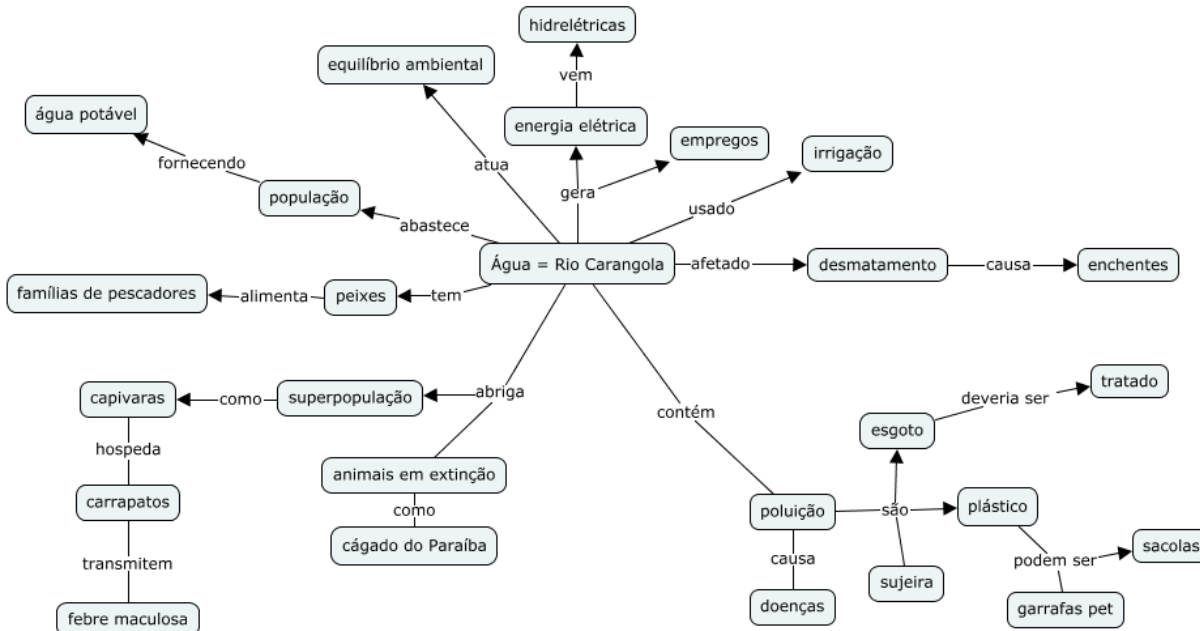 hidrelétricas
equilíbrio ambiental
vem
água potável
energia elétrica
empregos
irrigação
fornecendo
atua
gera
população
usado
abastece
Água = Rio Carangola
afetado
desmatamento
causa
enchentes
famílias de pescadores
alimenta
peixes
tem
capivaras
como
superpopulação
abriga
contém
tratado
deveria ser
esgoto
hospeda
animais em extinção
carrapatos
como
poluição
são
plástico
cágado do Paraíba
sacolas
transmitem
causa
podem ser
sujeira
febre maculosa
doenças
garrafas pet